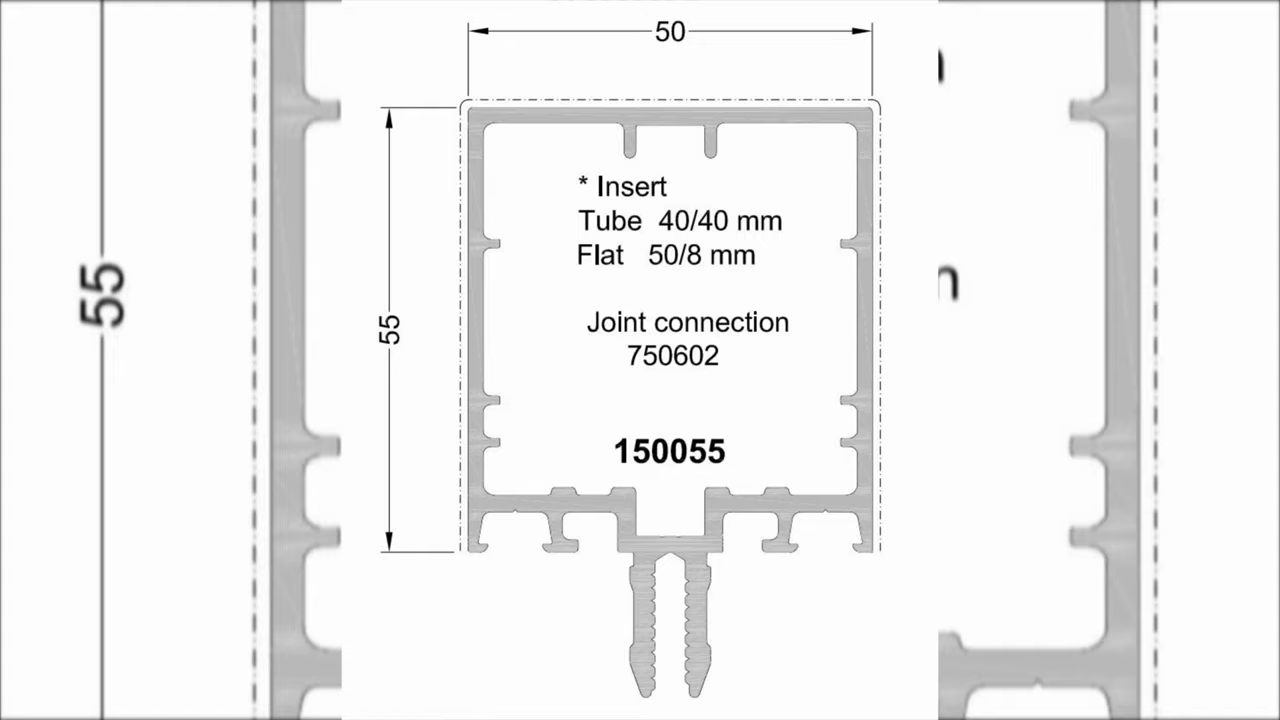 50
* Insert
Tube 40/40 mm
Flat 50/8 mm
55
55
Joint connection
750602
150055